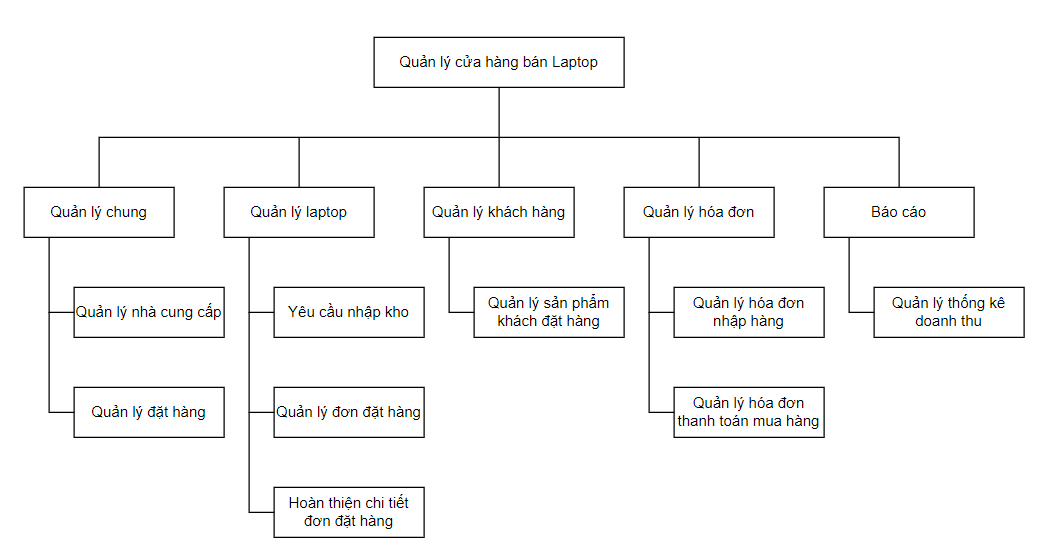 Quản lý cửa hàng bán Laptop
Quản lý chung
Quản lý laptop
Quản lý khách hàng
Quản lý hóa đơn
Báo cáo
Quản lý nhà cung cấp
Yêu cầu nhập kho
Quản lý sản phẩm
khách đặt hàng
Quản lý hóa đơn
nhập hàng
Quản lý thống kê
doanh thu
Quản lý đặt hàng
Quản lý đơn đặt hàng
Quản lý hóa đơn
thanh toán mua hàng
Hoàn thiện chi tiết
đơn đặt hàng